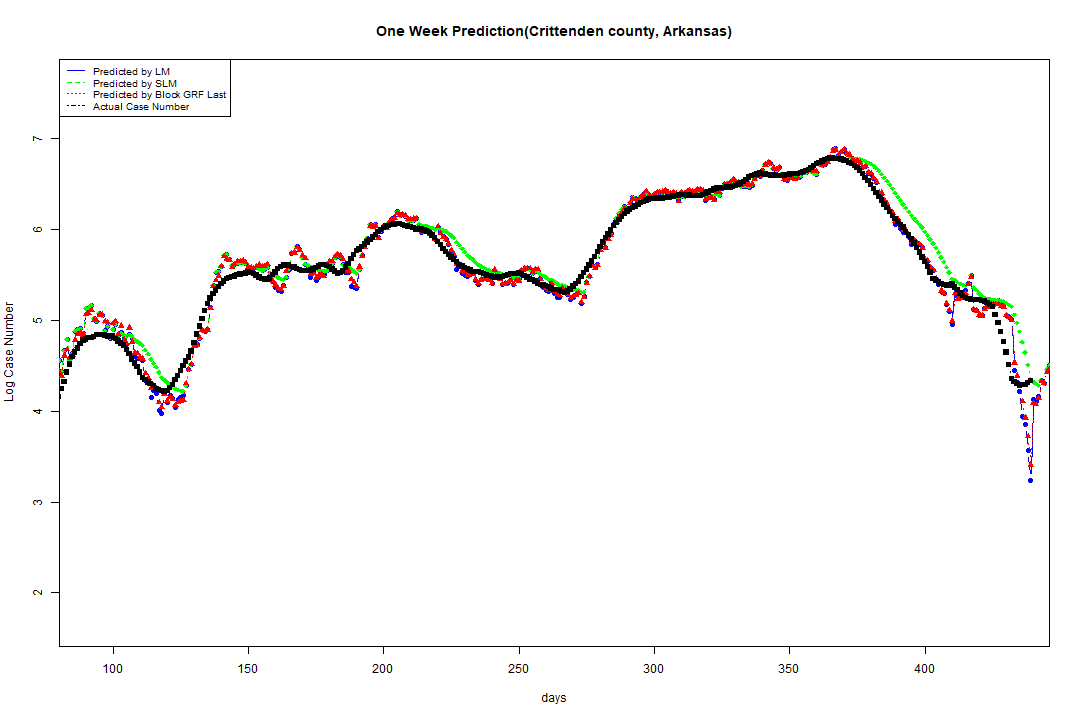 One Week Prediction(Crittenden county, Arkansas)
Predicted by LM
Predicted by SLM
Predicted by Block GRF Last
Actual Case Number
Log Case Number
7
6
5
4
3
2
100 150 200 250 300 350 400
days